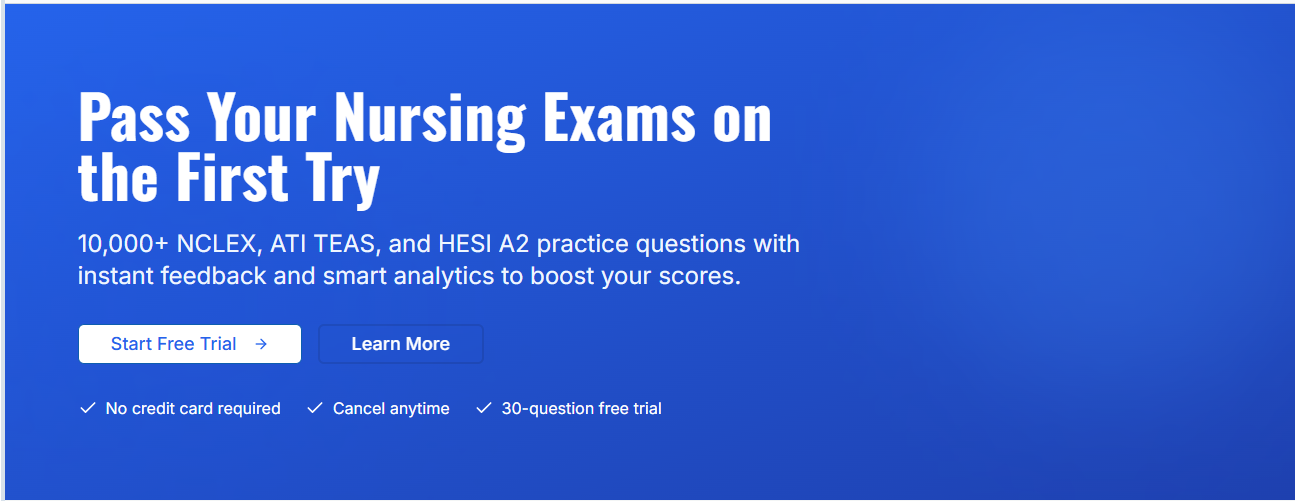 Pass Your Nursing Exams on
the First Try
10,000+ NCLEX, ATI TEAS, and HESI A2 practice questions with
instant feedback and smart analytics to boost your scores.
Start Free Trial → Learn More
✓ No credit card required ✓ Cancel anytime ✓ 30-question free trial